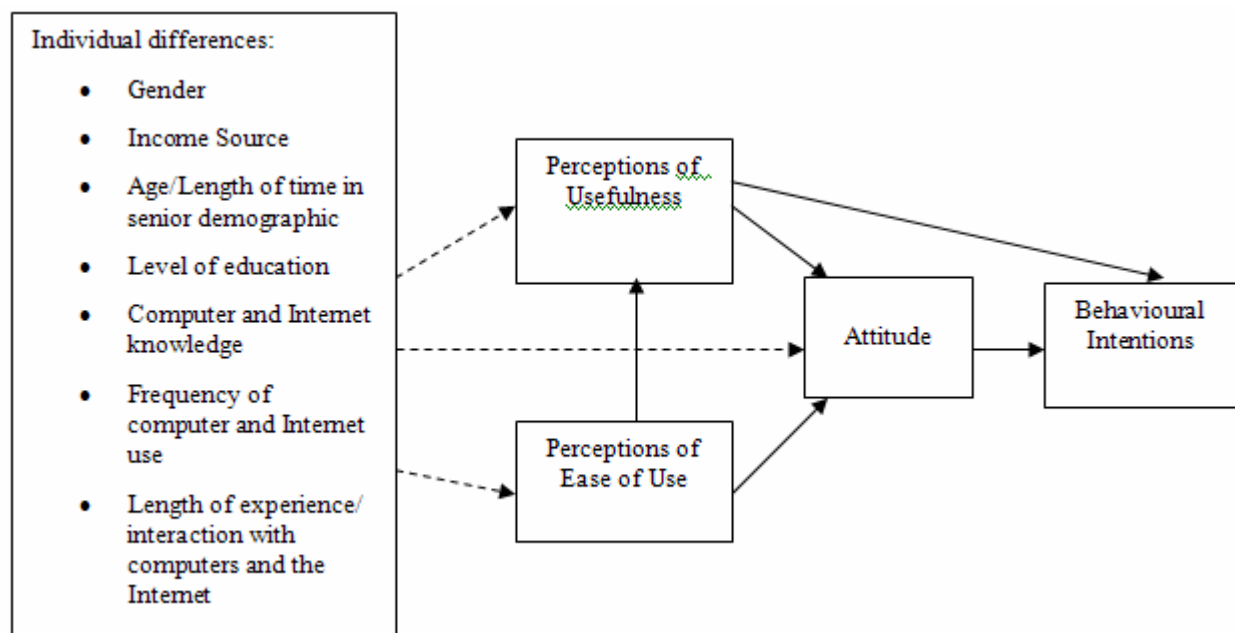 Individual differences:
• Gender
• Income Source
• Age/Length of time in
senior demographic
• Level of education
• Computer and Internet
knowledge
• Frequency of
computer and Internet
use
• Length of experience/
interaction with
computers and the
Internet
Perceptions of
Usefulness
Perceptions of
Ease of Use
Attitude
Behavioural
Intentions